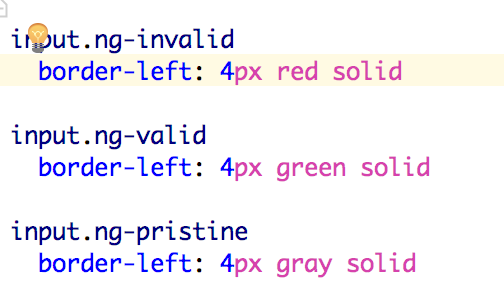 input.ng-invalid
border-left: 4px red solid
input.ng-valid
border-left: 4px green solid
input.ng-pristine
border-left: 4px gray solid